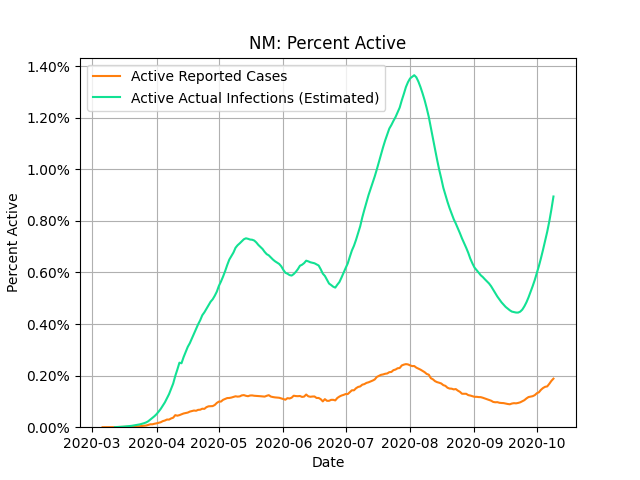 NM: Percent Active
Active Reported Cases
Active Actual Infections (Estimated)
Percent Active
1.40%
1.20%
1.00%
0.80%
0.60%
0.40%
0.20%
0.00%
2020-03 2020-04 2020-05 2020-06 2020-07 2020-08 2020-09 2020-10
Date